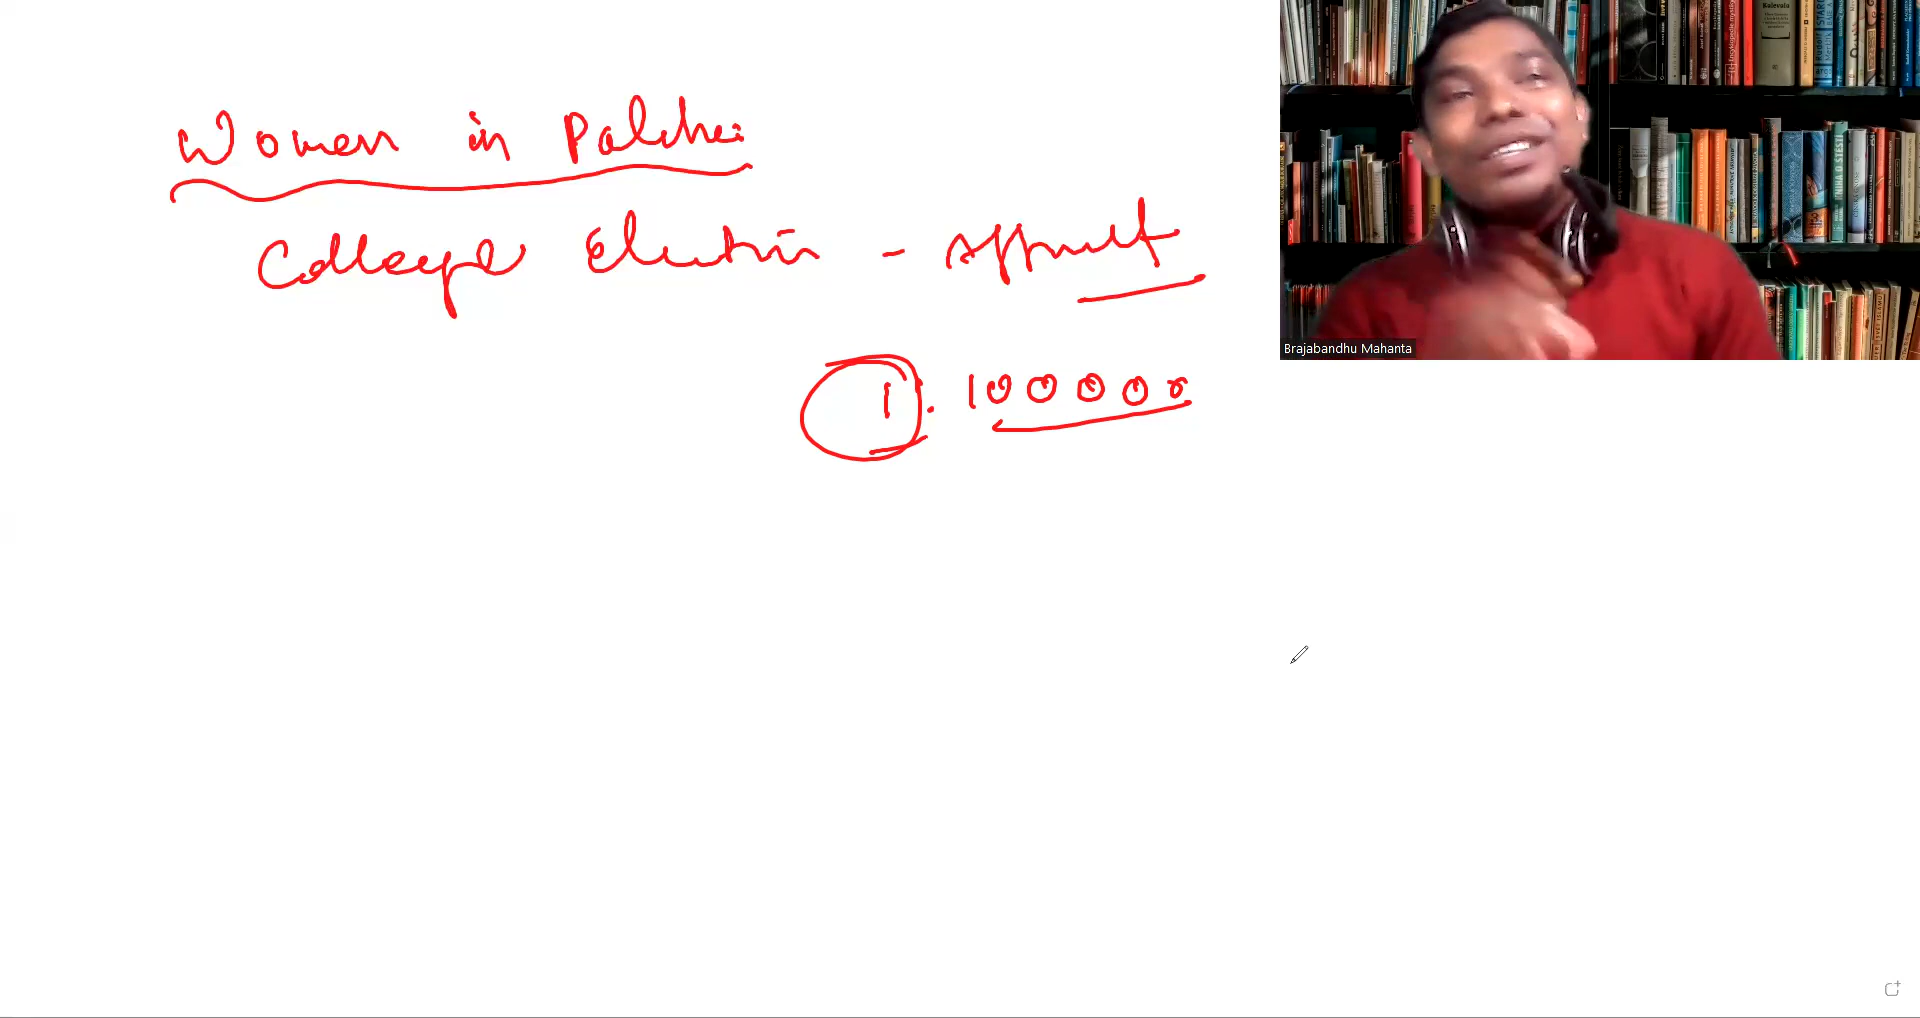 Women in Politics
College Election -
1. 100000
Brajabandhu Mahanta